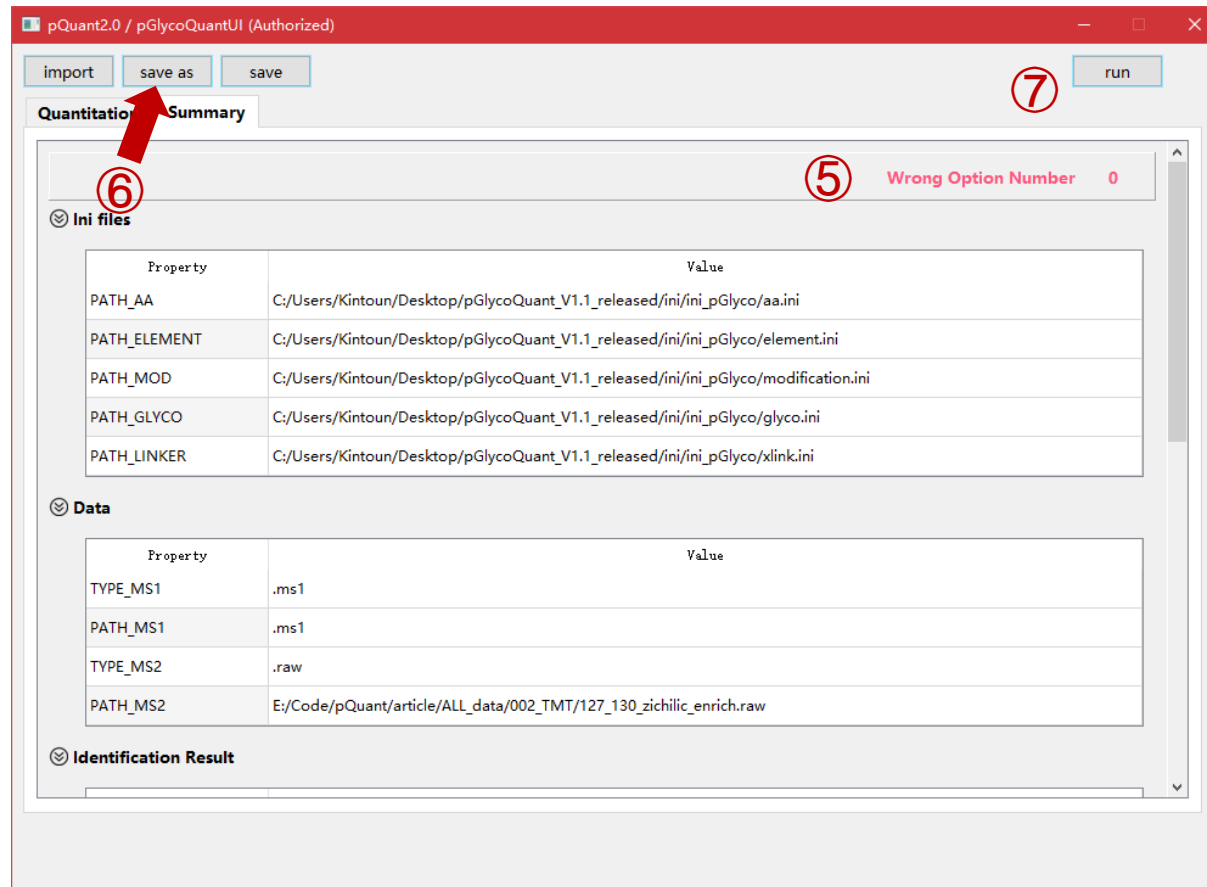 pQuant2.0 / pGlycoQuantUI (Authorized)
import save as save ⑦ run
Quantitation Summary
⑥ ⑤ Wrong Option Number 0
Ini files
Property Value
PATH_AA C:/Users/Kintoun/Desktop/pGlycoQuant_V1.1_released/ini/ini_pGlyco/aa.ini
PATH_ELEMENT C:/Users/Kintoun/Desktop/pGlycoQuant_V1.1_released/ini/ini_pGlyco/element.ini
PATH_MOD C:/Users/Kintoun/Desktop/pGlycoQuant_V1.1_released/ini/ini_pGlyco/modification.ini
PATH_GLYCO C:/Users/Kintoun/Desktop/pGlycoQuant_V1.1_released/ini/ini_pGlyco/glyco.ini
PATH_LINKER C:/Users/Kintoun/Desktop/pGlycoQuant_V1.1_released/ini/ini_pGlyco/xlink.ini
Data
Property Value
TYPE_MS1 .ms1
PATH_MS1 .ms1
TYPE_MS2 .raw
PATH_MS2 E:/Code/pQuant/article/ALL_data/002_TMT/127_130_zichilic_enrich.raw
Identification Result